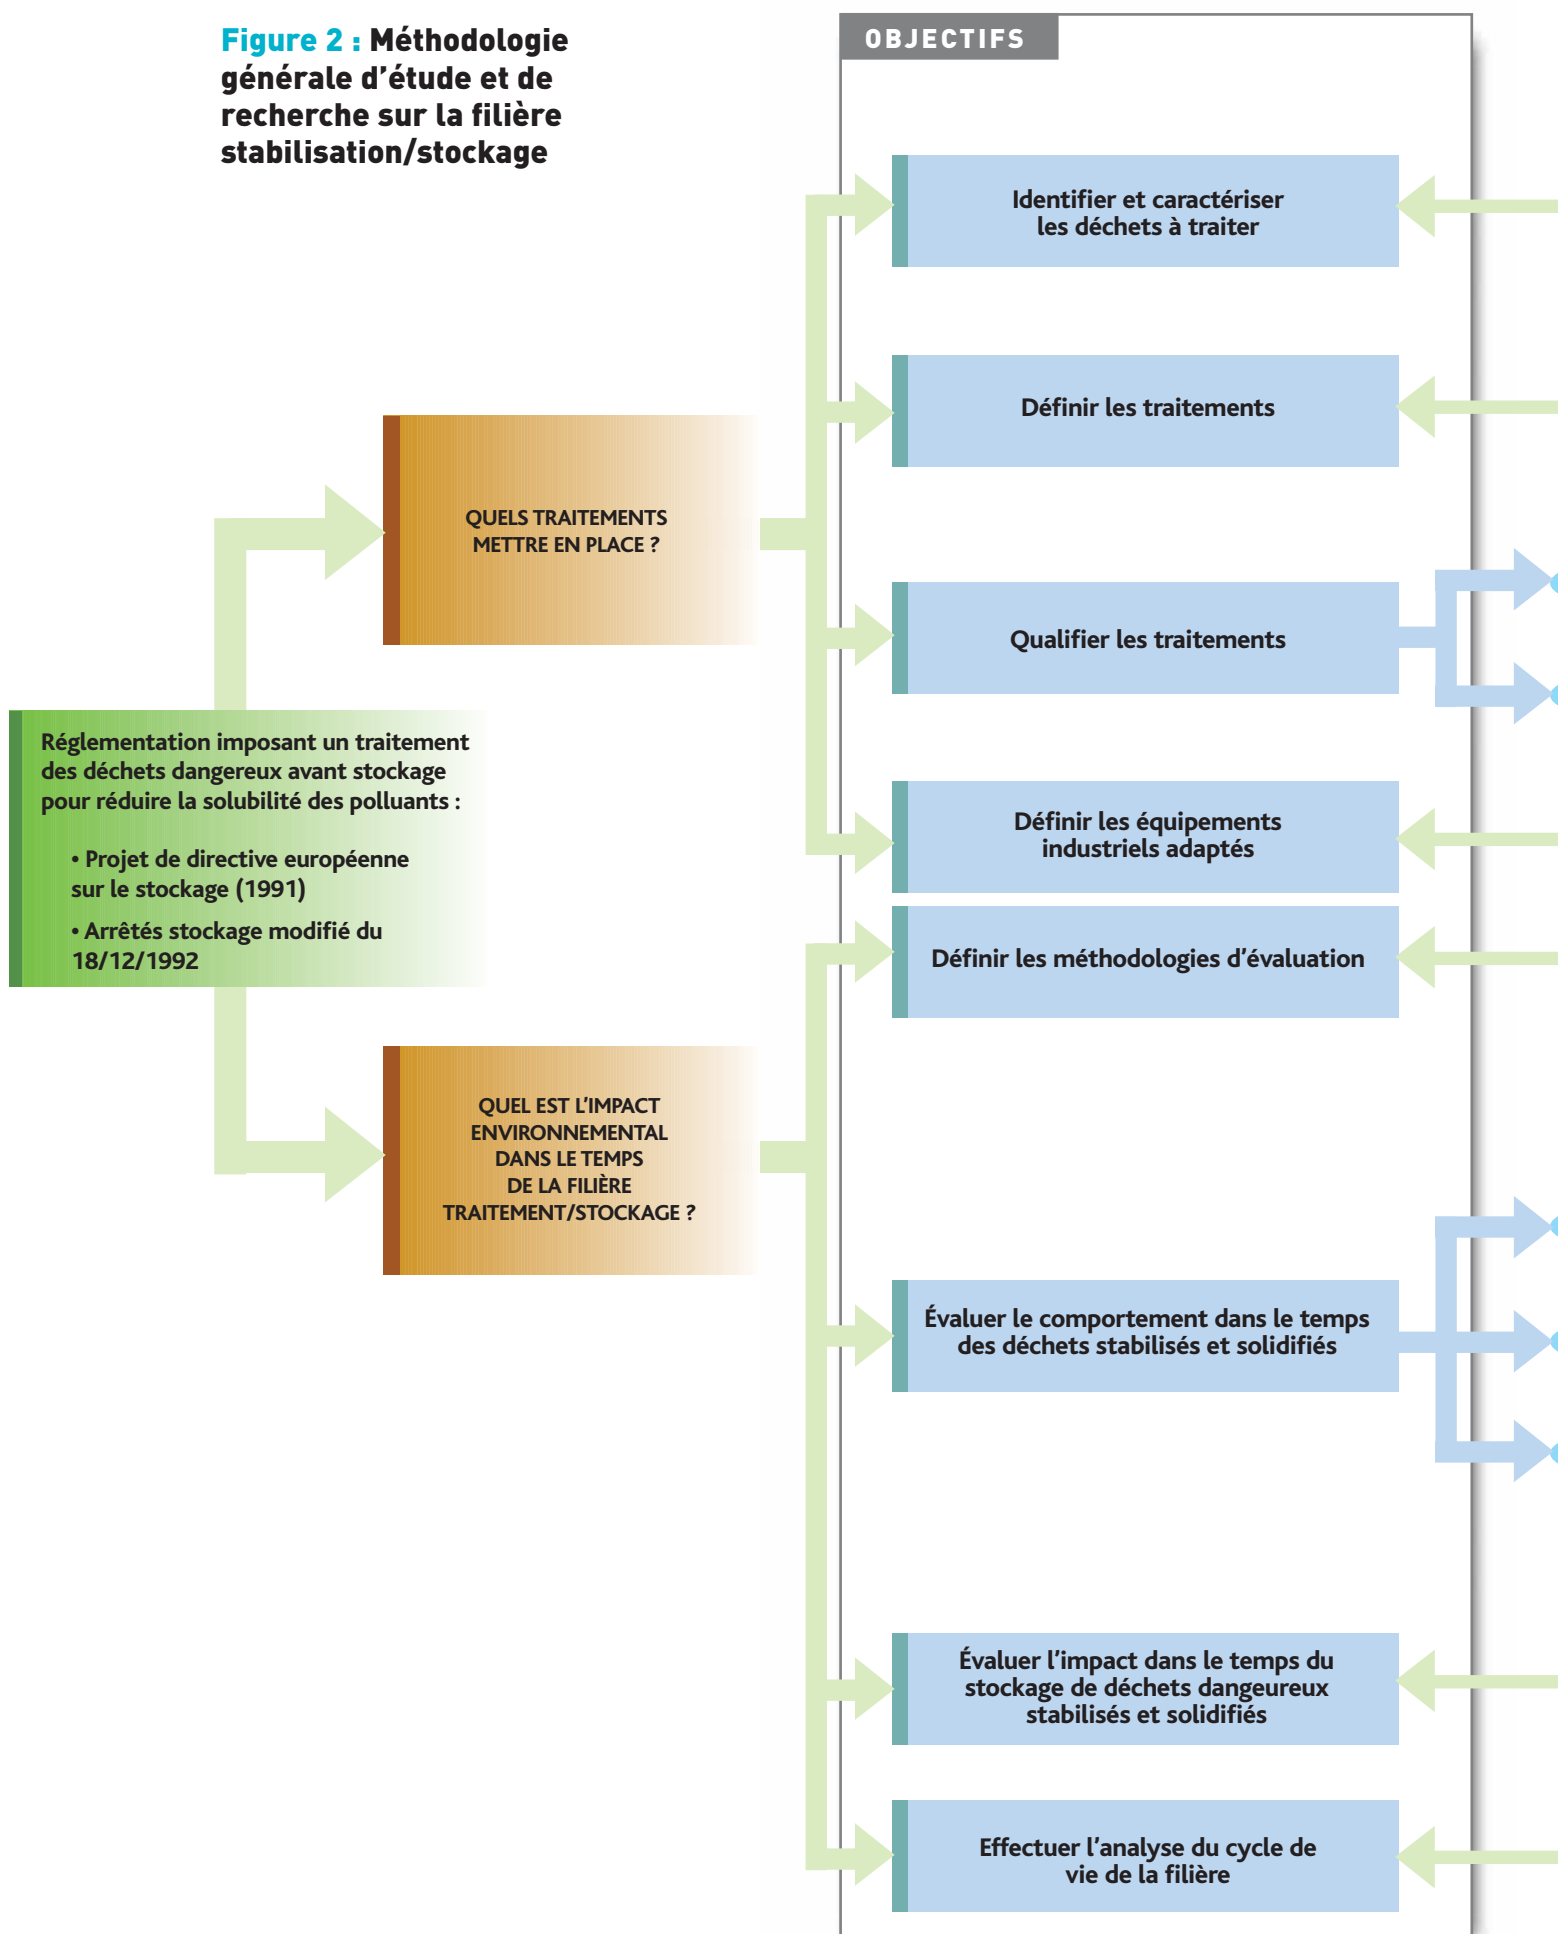 Figure 2 : Méthodologie
générale d'étude et de
recherche sur la filière
stabilisation/stockage
OBJECTIFS
Identifier et caractériser
les déchets à traiter
Définir les traitements
QUELS TRAITEMENTS
METTRE EN PLACE ?
Qualifier les traitements
Réglementation imposant un traitement
des déchets dangereux avant stockage
pour réduire la solubilité des polluants :
• Projet de directive européenne
sur le stockage (1991)
• Arrêtés stockage modifié du
18/12/1992
Définir les équipements
industriels adaptés
Définir les méthodologies d'évaluation
QUEL EST L'IMPACT
ENVIRONNEMENTAL
DANS LE TEMPS
DE LA FILIÈRE
TRAITEMENT/STOCKAGE ?
Évaluer le comportement dans le temps
des déchets stabilisés et solidifiés
Évaluer l'impact dans le temps du
stockage de déchets dangeureux
stabilisés et solidifiés
Effectuer l'analyse du cycle de
vie de la filière